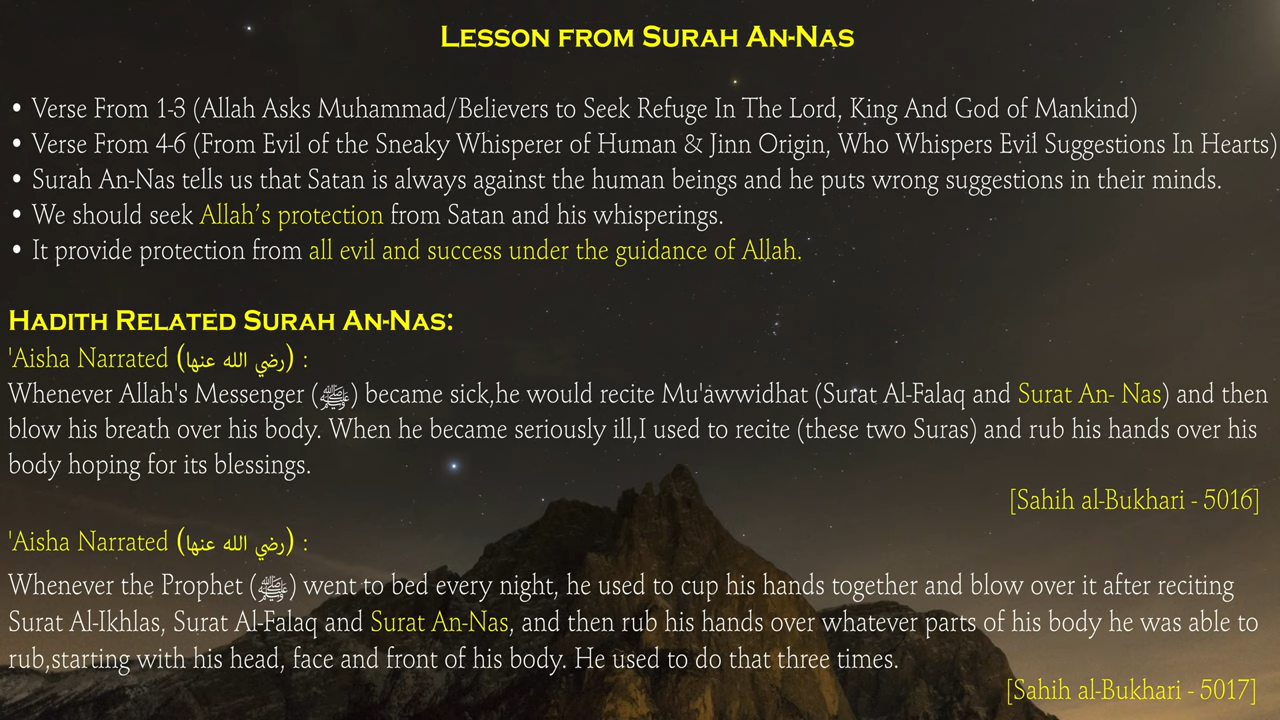 Lesson from Surah An-Nas
• Verse From 1-3 (Allah Asks Muhammad/Believers to Seek Refuge In The Lord, King And God of Mankind)
• Verse From 4-6 (From Evil of the Sneaky Whisperer of Human & Jinn Origin, Who Whispers Evil Suggestions In Hearts)
• Surah An-Nas tells us that Satan is always against the human beings and he puts wrong suggestions in their minds.
• We should seek Allah's protection from Satan and his whisperings.
• It provide protection from all evil and success under the guidance of Allah.
Hadith Related Surah An-Nas:
'Aisha Narrated (رضي الله عنها) :
Whenever Allah's Messenger (ﷺ) became sick,he would recite Mu'awwidhat (Surat Al-Falaq and Surat An- Nas) and then
blow his breath over his body. When he became seriously ill,I used to recite (these two Suras) and rub his hands over his
body hoping for its blessings.
[Sahih al-Bukhari - 5016]
'Aisha Narrated (رضي الله عنها) :
Whenever the Prophet (ﷺ) went to bed every night, he used to cup his hands together and blow over it after reciting
Surat Al-Ikhlas, Surat Al-Falaq and Surat An-Nas, and then rub his hands over whatever parts of his body he was able to
rub,starting with his head, face and front of his body. He used to do that three times.
[Sahih al-Bukhari - 5017]